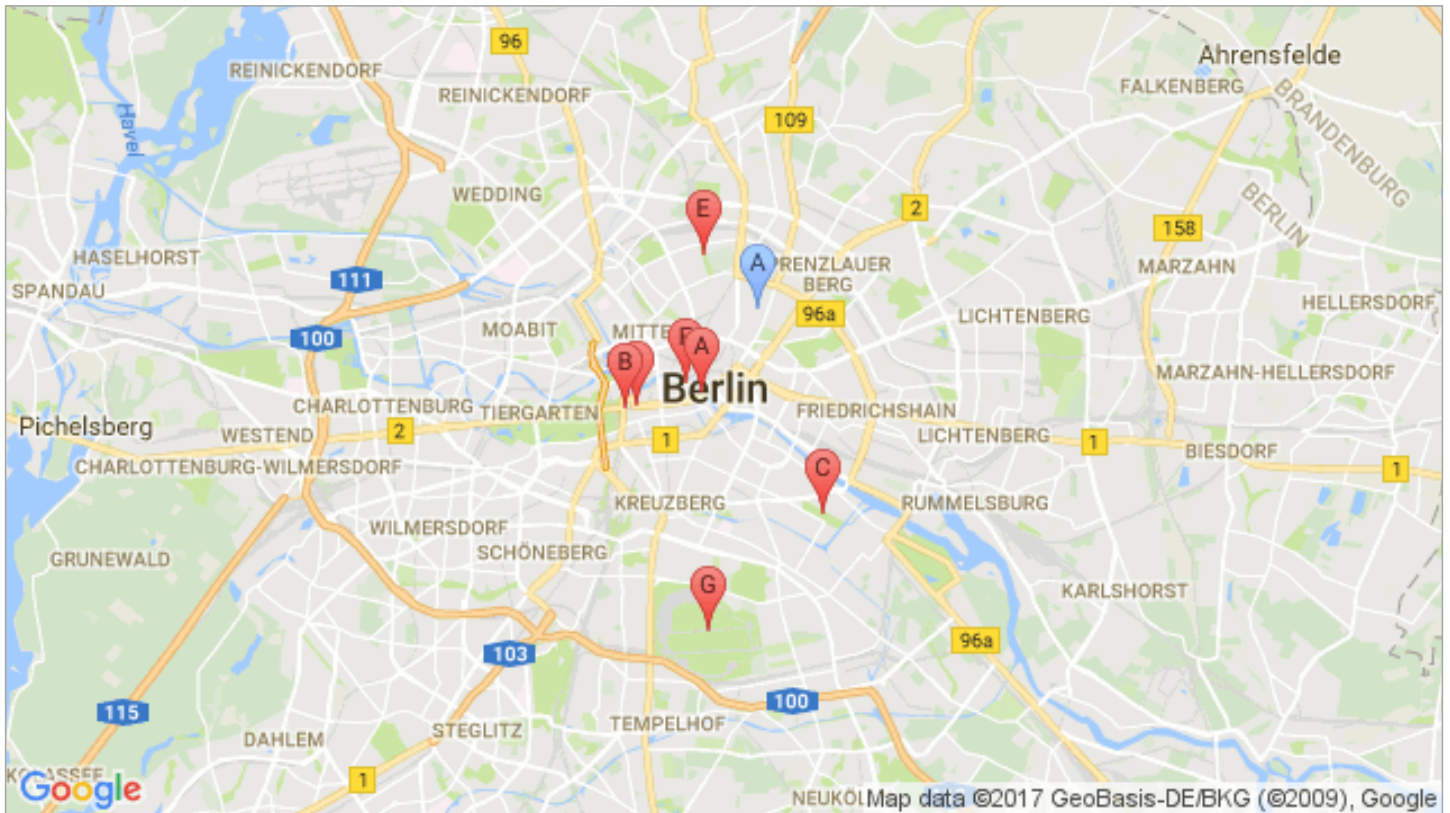 96
Ahrensfelde
REINICKENDORF
FALKENBERG
REINICKENDORF
BRANDENBURG
Havel
109
WEDDING
BERLIN
E
2
158
HASELHORST
A
PRENZLAUER
BERG
MARZAHN
111
SPANDAU
HELLERSDORF
96a
LICHTENBERG
MOABIT
MITTE
100
F
A
B
MARZAHN-HELLERSDORF
Berlin
CHARLOTTENBURG
TIERGARTEN
FRIEDRICHSHAIN
Pichelsberg
WESTEND
2
1
LICHTENBERG
1
BIESDORF
CHARLOTTENBURG-WILMERSDORF
C
1
KREUZBERG
RUMMELSBURG
WILMERSDORF
SCHÖNEBERG
GRUNEWALD
G
KARLSHORST
96a
103
100
115
TEMPELHOF
STEGLITZ
DAHLEM
1
Google
NEUKÖL
Map data ©2017 GeoBasis-DE/BKG (©2009), Google